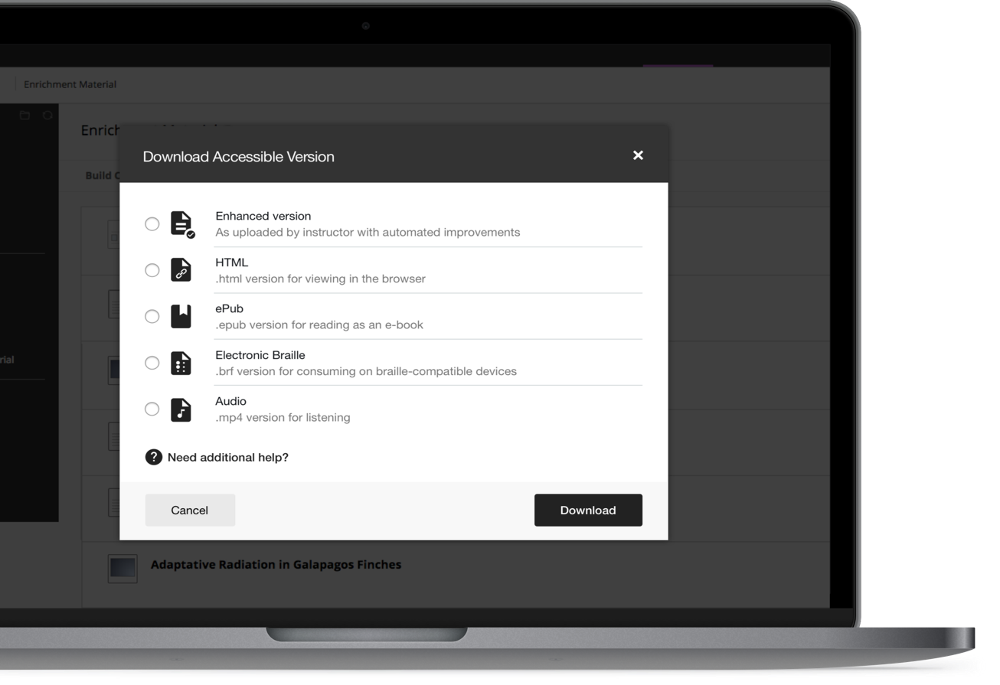 Enrichment Material
Enrich
Build C
rial
Download Accessible Version
Enhanced version
As uploaded by instructor with automated improvements
HTML
.html version for viewing in the browser
ePub
.epub version for reading as an e-book
Electronic Braille
.brf version for consuming on braille-compatible devices
Audio
.mp4 version for listening
Need additional help?
Cancel
Download
Adaptative Radiation in Galapagos Finches